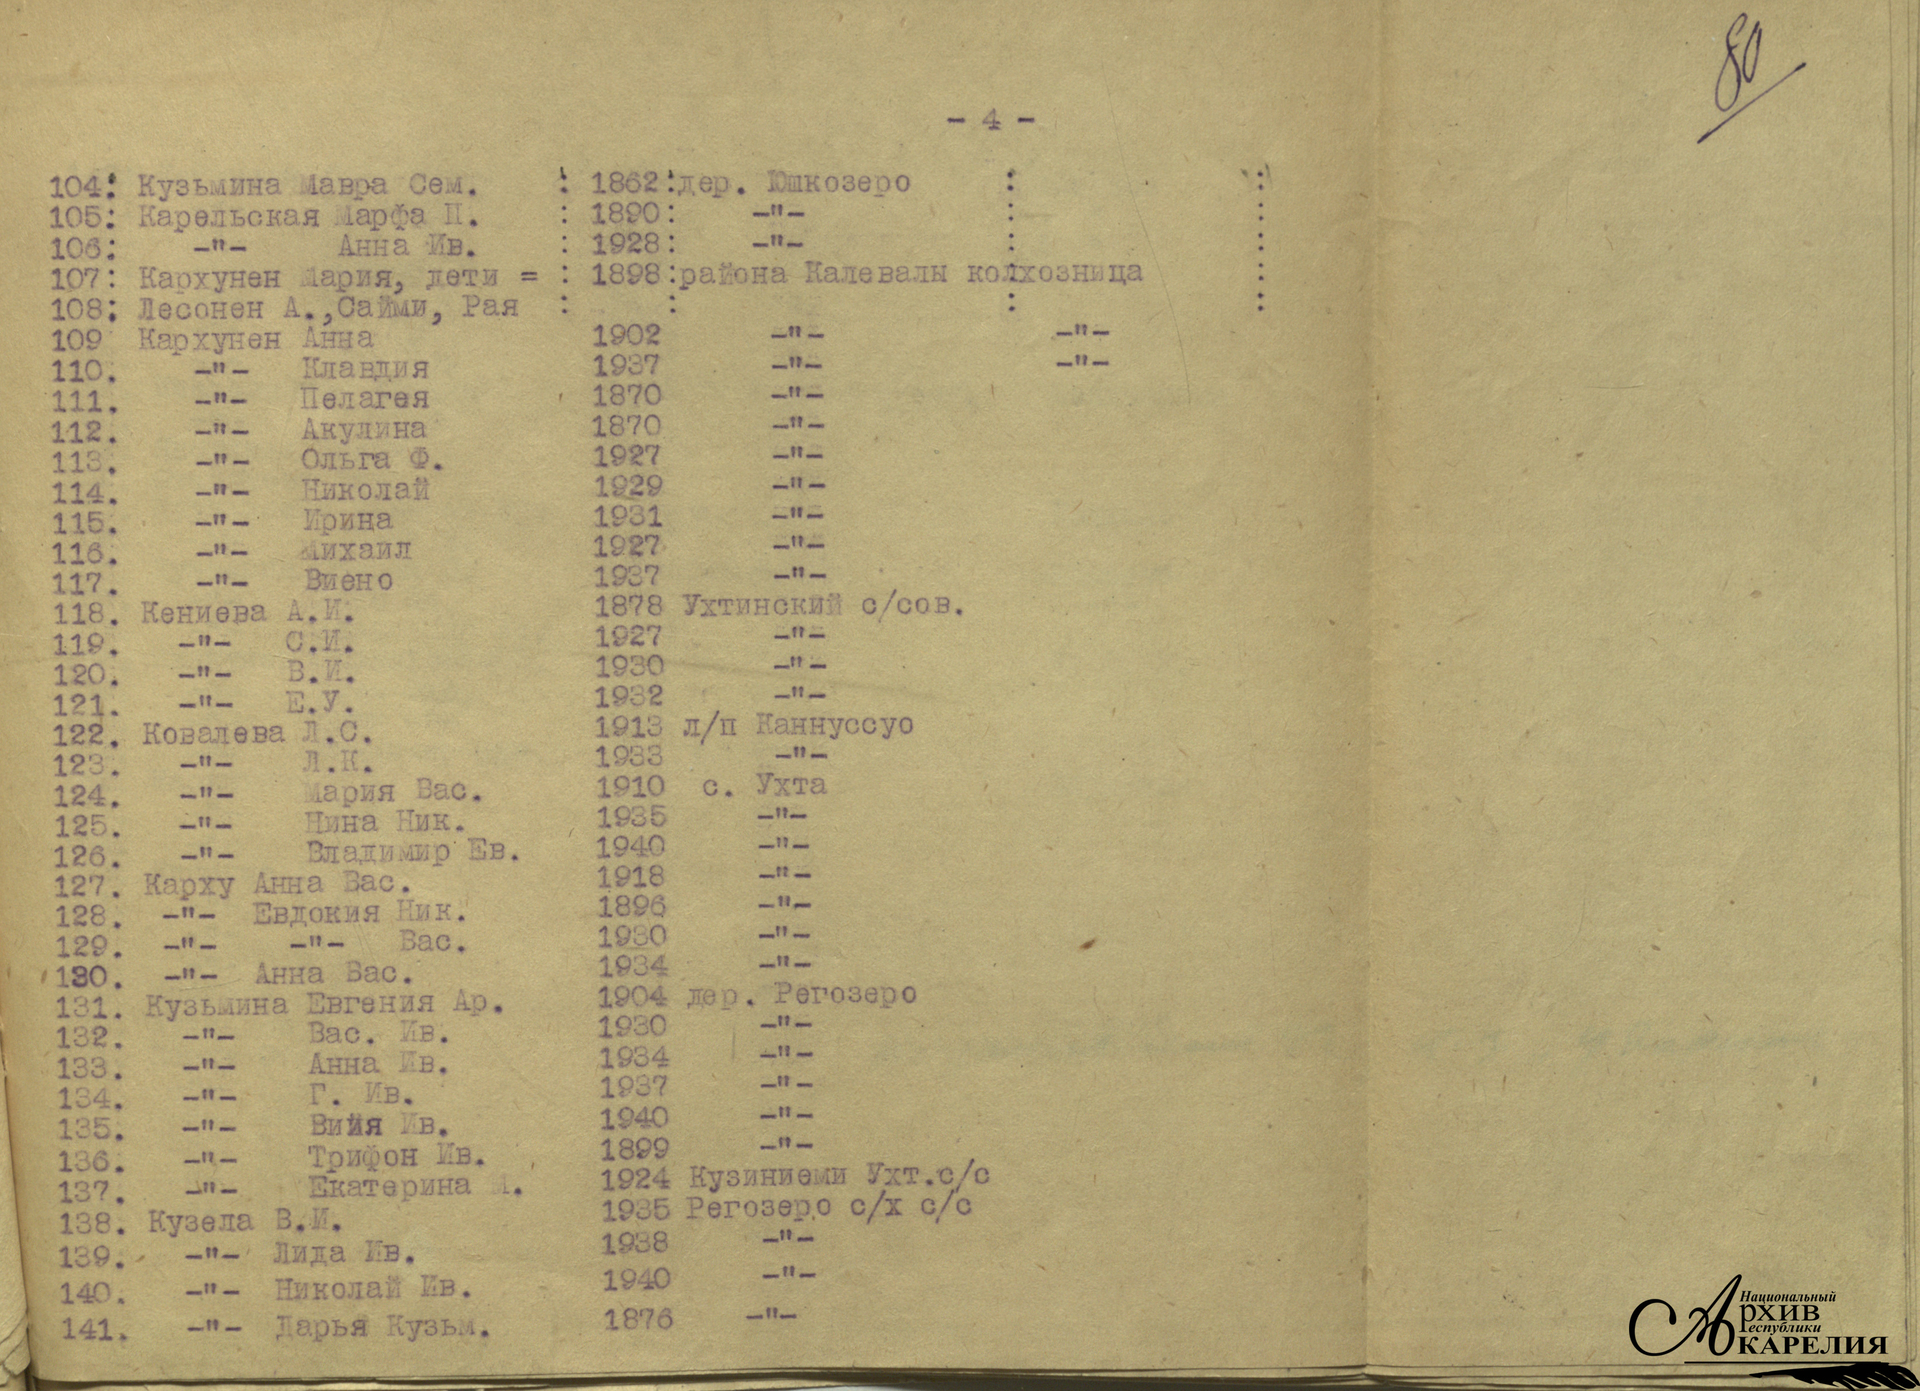 80
- 4 -
104: Кузьмина Мавра Сем. : 1862: дер. Юшкозеро : :
105: Карельская Марфа П. : 1890: -"- : :
106: -"- Анна Ив. : 1928: -"- : :
107: Кархунен Мария, дети = : 1898: района Калевалы колхозница :
108: Лесонен А.,Сайми, Рая : : : :
109 Кархунен Анна 1902 -"- -"-
110. -"- Клавдия 1937 -"- -"-
111. -"- Пелагея 1870 -"-
112. -"- Акулина 1870 -"-
113. -"- Ольга Ф. 1927 -"-
114. -"- Николай 1929 -"-
115. -"- Ирина 1931 -"-
116. -"- Михаил 1927 -"-
117. -"- Виено 1937 -"-
118. Кениева А.И. 1878 Ухтинский с/сов.
119. -"- С.И. 1927 -"-
120. -"- В.И. 1930 -"-
121. -"- Е.У. 1932 -"-
122. Ковалева Л.С. 1913 л/п Каннуссуо
123. -"- Л.К. 1933 -"-
124. -"- Мария Вас. 1910 с. Ухта
125. -"- Нина Ник. 1935 -"-
126. -"- Владимир Ев. 1940 -"-
127. Карху Анна Вас. 1918 -"-
128. -"- Евдокия Ник. 1896 -"-
129. -"- -"- Вас. 1930 -"-
130. -"- Анна Вас. 1934 -"-
131. Кузьмина Евгения Ар. 1904 дер. Регозеро
132. -"- Вас. Ив. 1930 -"-
133. -"- Анна Ив. 1934 -"-
134. -"- Г. Ив. 1937 -"-
135. -"- Вийя Ив. 1940 -"-
136. -"- Трифон Ив. 1899 -"-
137. -"- Екатерина 1924 Кузиниеми Ухт.с/с
138. Кузела В.И. 1935 Регозеро с/х с/с
139. -"- Лида Ив. 1938 -"-
140. -"- Николай Ив. 1940 -"-
141. -"- Дарья Кузьм. 1876 -"-
Национальный
Архив
Республики
Карелия